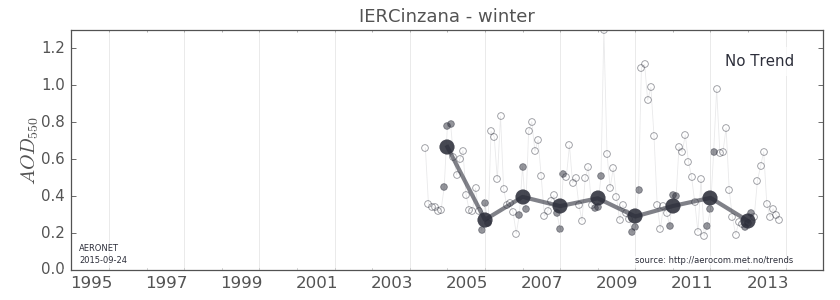 IERCinzana - winter
No Trend
AOD550
1.2
1.0
0.8
0.6
0.4
0.2
0.0
AERONET
2015-09-24
source: http://aerocom.met.no/trends
1995 1997 1999 2001 2003 2005 2007 2009 2011 2013